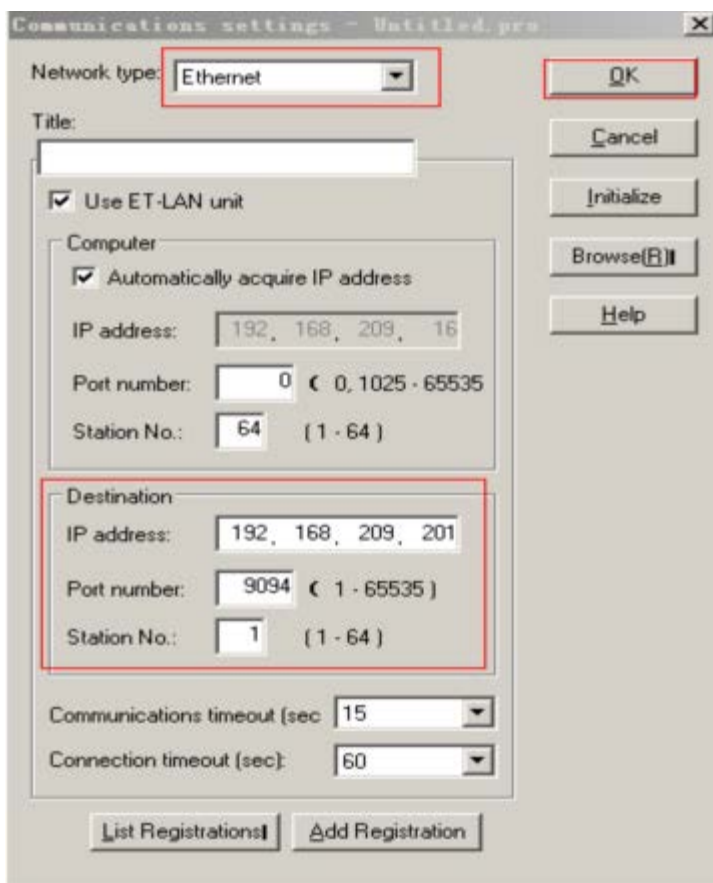 Communications settings - Untitled.pro
Network type: Ethernet
OK
Title:
Cancel
Use ET-LAN unit
Initialize
Computer
Automatically acquire IP address
Browse(R)
IP address: 192. 168. 209. 16
Help
Port number: 0 ( 0, 1025 - 65535
Station No.: 64 ( 1 - 64 )
Destination
IP address: 192. 168. 209. 201
Port number: 9094 ( 1 - 65535 )
Station No.: 1 ( 1 - 64 )
Communications timeout (sec 15
Connection timeout (sec): 60
List Registrations
Add Registration